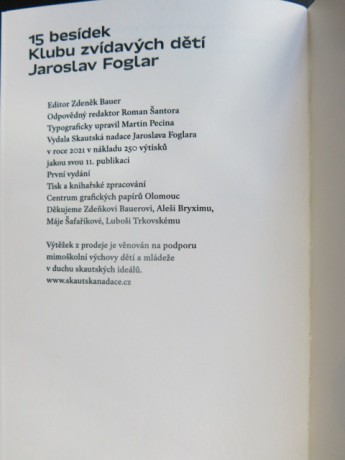 15 besídek
Klubu zvídavých dětí
Jaroslav Foglar
Editor Zdeněk Bauer
Odpovědný redaktor Roman Šantora
Typograficky upravil Martin Pecina
Vydala Skautská nadace Jaroslava Foglara
v roce 2021 v nákladu 250 výtisků
jakou svou 11. publikaci
První vydání
Tisk a knihařské zpracování
Centrum grafických papírů Olomouc
Děkujeme Zdeňkovi Bauerovi, Aleši Bryximu,
Máje Šafaříkové, Luboši Trkovskému
Výtěžek z prodeje je věnován na podporu
mimoškolní výchovy dětí a mládeže
v duchu skautských ideálů.
www.skautskanadace.cz